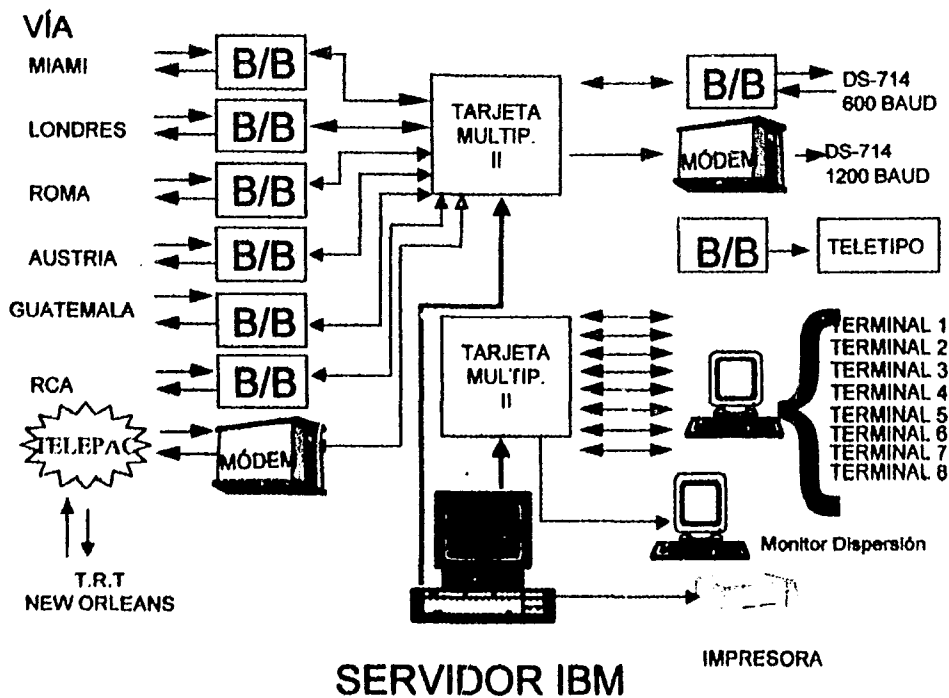 VÍA
MIAMI
B/B
LONDRES
B/B
ROMA
B/B
AUSTRIA
B/B
GUATEMALA
B/B
RCA
B/B
TELEPAC
MÓDEM
T.R.T
NEW ORLEANS
TARJETA
MULTIP.
II
B/B
DS-714
600 BAUD
MÓDEM
DS-714
1200 BAUD
B/B
TELETIPO
TARJETA
MULTIP.
II
TERMINAL 1
TERMINAL 2
TERMINAL 3
TERMINAL 4
TERMINAL 5
TERMINAL 6
TERMINAL 7
TERMINAL 8
Monitor Dispersión
IMPRESORA
SERVIDOR IBM